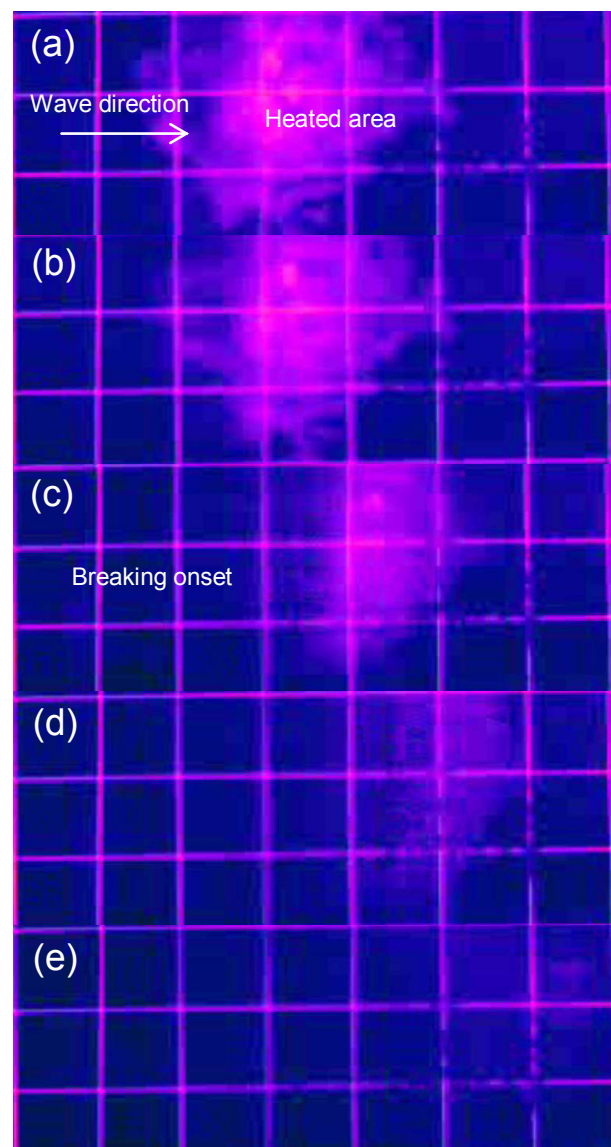 (a)
Wave direction
Heated area
(b)
(c)
Breaking onset
(d)
(e)